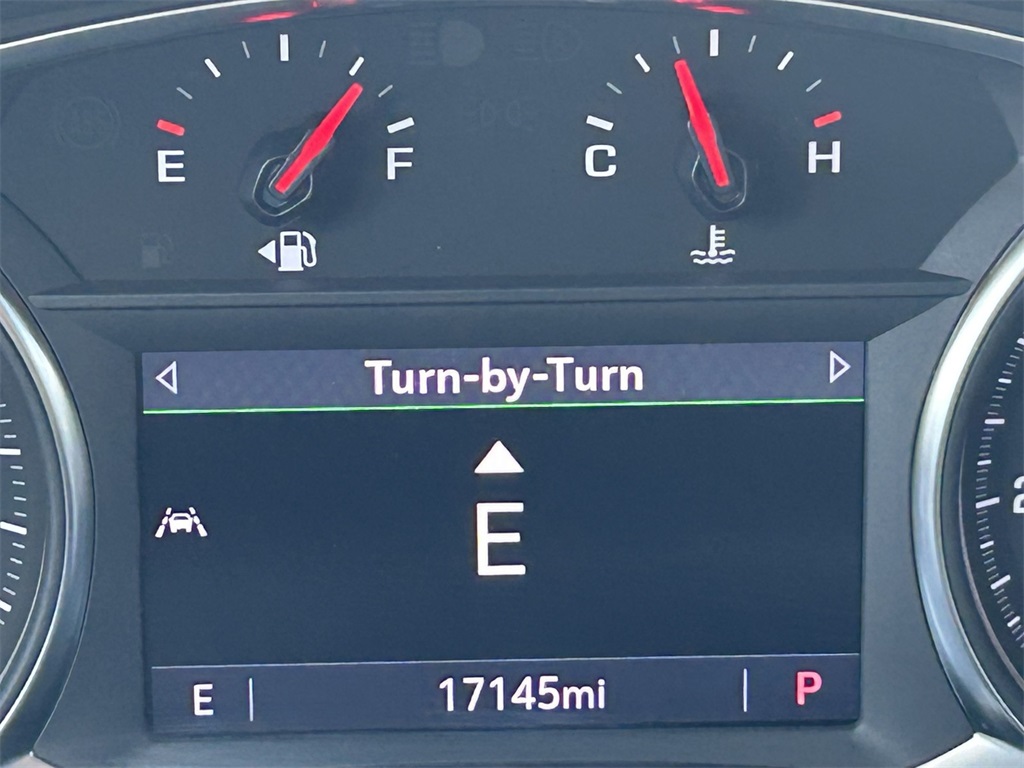 E F C H
Turn-by-Turn
E
E 17145mi P